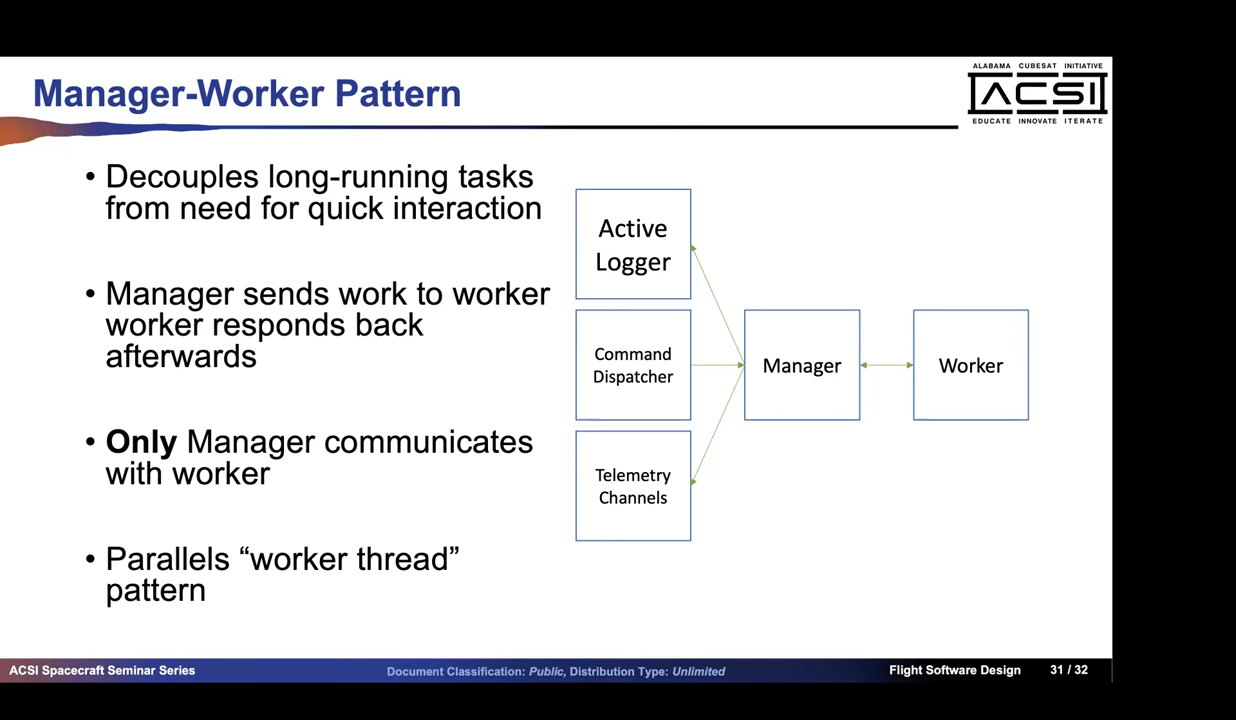 Manager-Worker Pattern
ALABAMA CUBESAT INITIATIVE
ACSI
EDUCATE INNOVATE ITERATE
• Decouples long-running tasks
from need for quick interaction
• Manager sends work to worker
worker responds back
afterwards
• Only Manager communicates
with worker
• Parallels “worker thread”
pattern
Active
Logger
Command
Dispatcher
Manager
Worker
Telemetry
Channels
ACSI Spacecraft Seminar Series
Document Classification: Public, Distribution Type: Unlimited
Flight Software Design
31 / 32